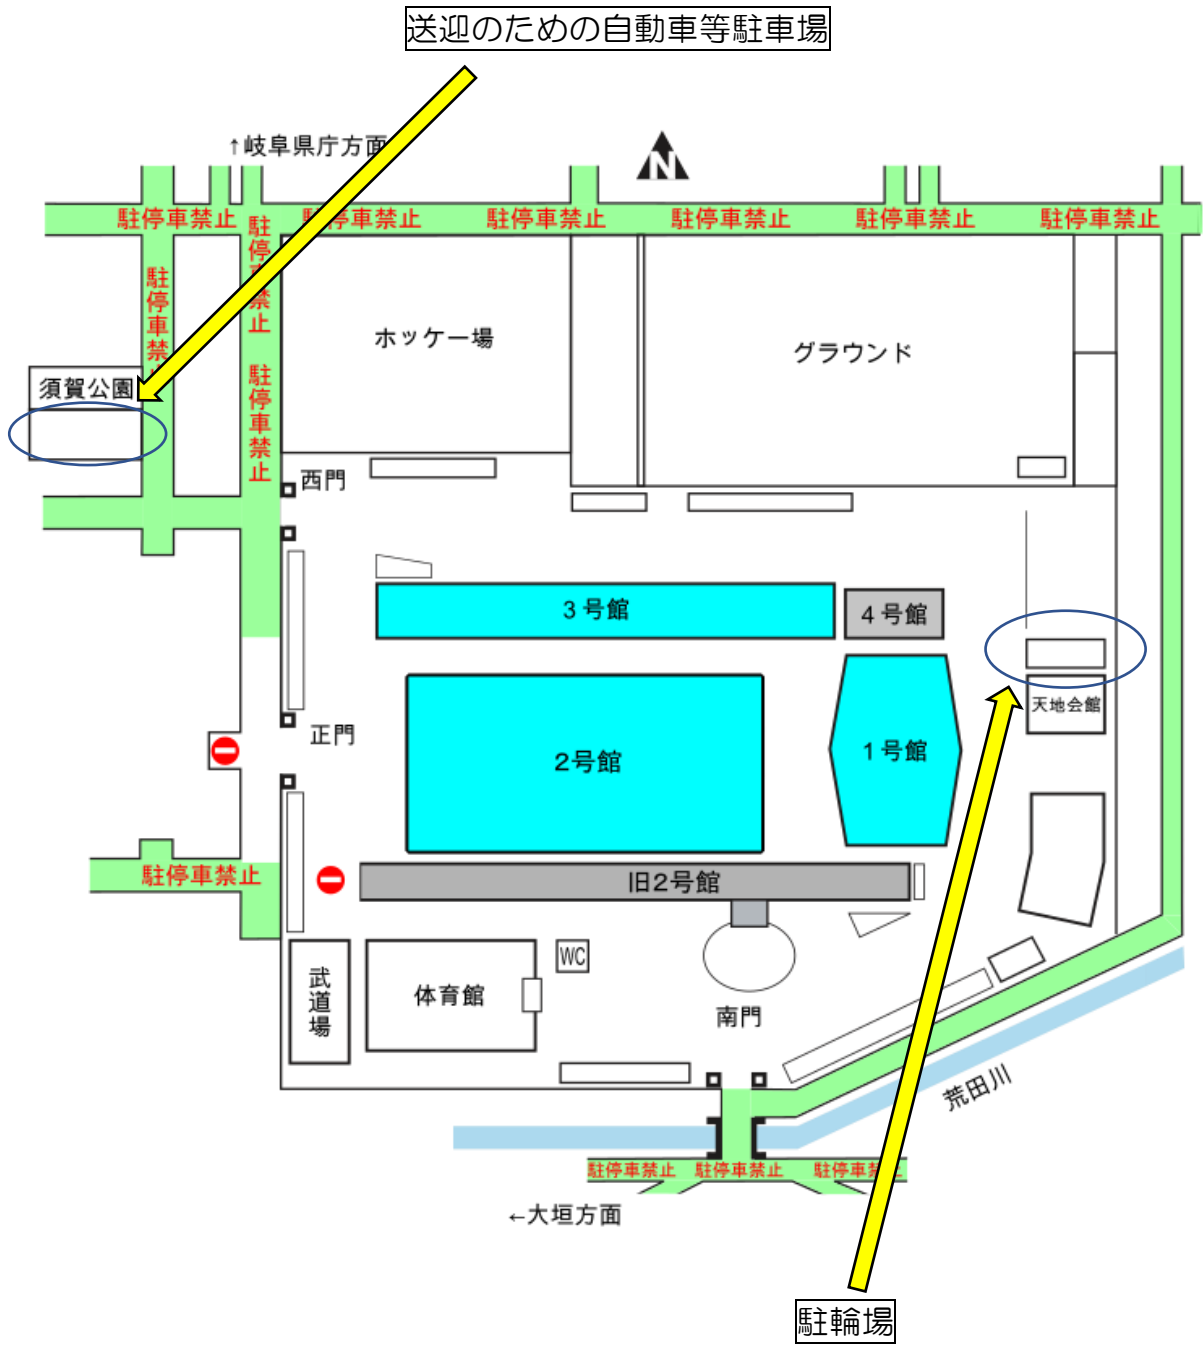 送迎のための自動車等駐車場
↑岐阜県庁方面
N
駐停車禁止
駐停車禁止
駐停車禁止
駐停車禁止
駐停車禁止
駐停車禁止
駐停車禁止
駐停車禁止
駐停車禁止
ホッケー場
グラウンド
須賀公園
西門
3号館
4号館
天地会館
正門
2号館
1号館
駐停車禁止
旧2号館
武道場
体育館
WC
南門
荒田川
駐停車禁止
駐停車禁止
駐停車禁止
←大垣方面
駐輪場